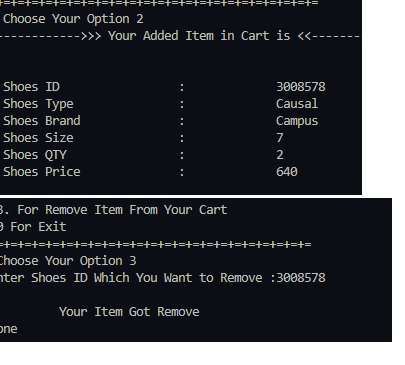 =+=+=+=+=+=+=+=+=+=+=+=+=+=+=+=+=+=+=+=+=+=
Choose Your Option 2
------------>>> Your Added Item in Cart is <<-------
Shoes ID : 3008578
Shoes Type : Causal
Shoes Brand : Campus
Shoes Size : 7
Shoes QTY : 2
Shoes Price : 640
3. For Remove Item From Your Cart
0 For Exit
=+=+=+=+=+=+=+=+=+=+=+=+=+=+=+=+=+=+=+=+=
Choose Your Option 3
nter Shoes ID Which You Want to Remove :3008578
Your Item Got Remove
one